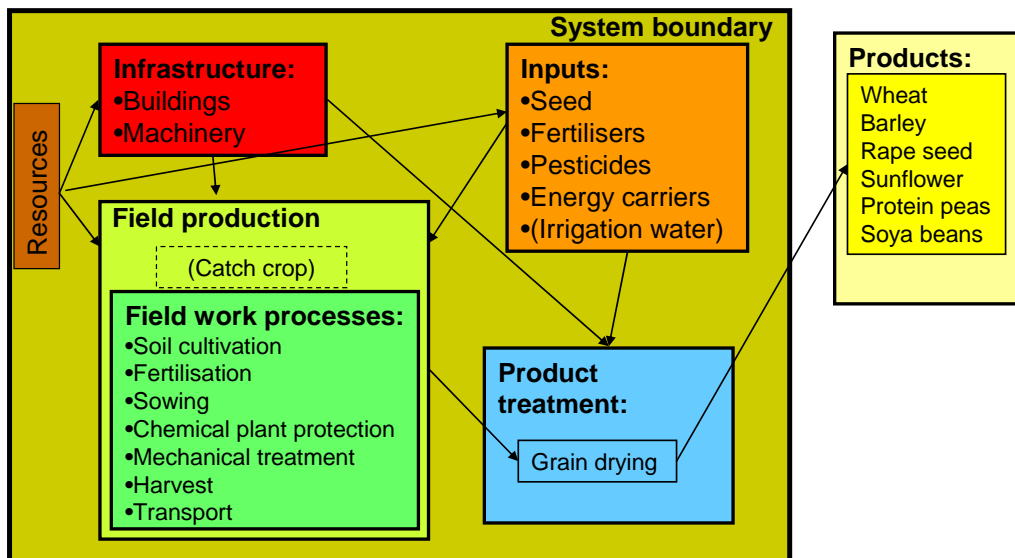 System boundary
Resources
Infrastructure:
•Buildings
•Machinery
Inputs:
•Seed
•Fertilisers
•Pesticides
•Energy carriers
•(Irrigation water)
Field production
(Catch crop)
Field work processes:
•Soil cultivation
•Fertilisation
•Sowing
•Chemical plant protection
•Mechanical treatment
•Harvest
•Transport
Product
treatment:
Grain drying
Products:
Wheat
Barley
Rape seed
Sunflower
Protein peas
Soya beans